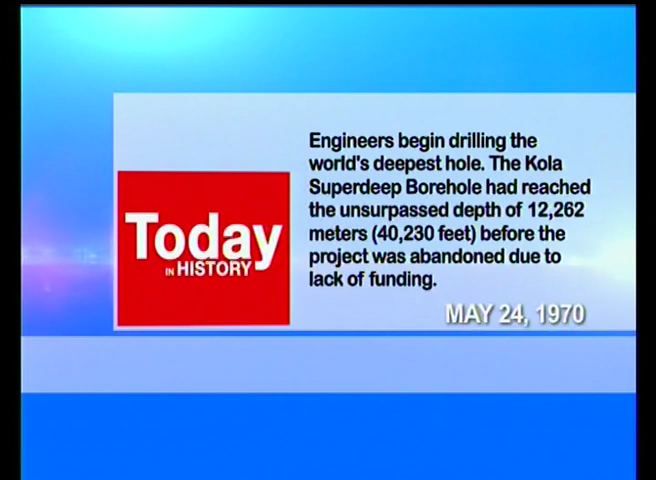 Engineers begin drilling the
world's deepest hole. The Kola
Superdeep Borehole had reached
the unsurpassed depth of 12,262
meters (40,230 feet) before the
project was abandoned due to
lack of funding.
Today
IN HISTORY
MAY 24, 1970